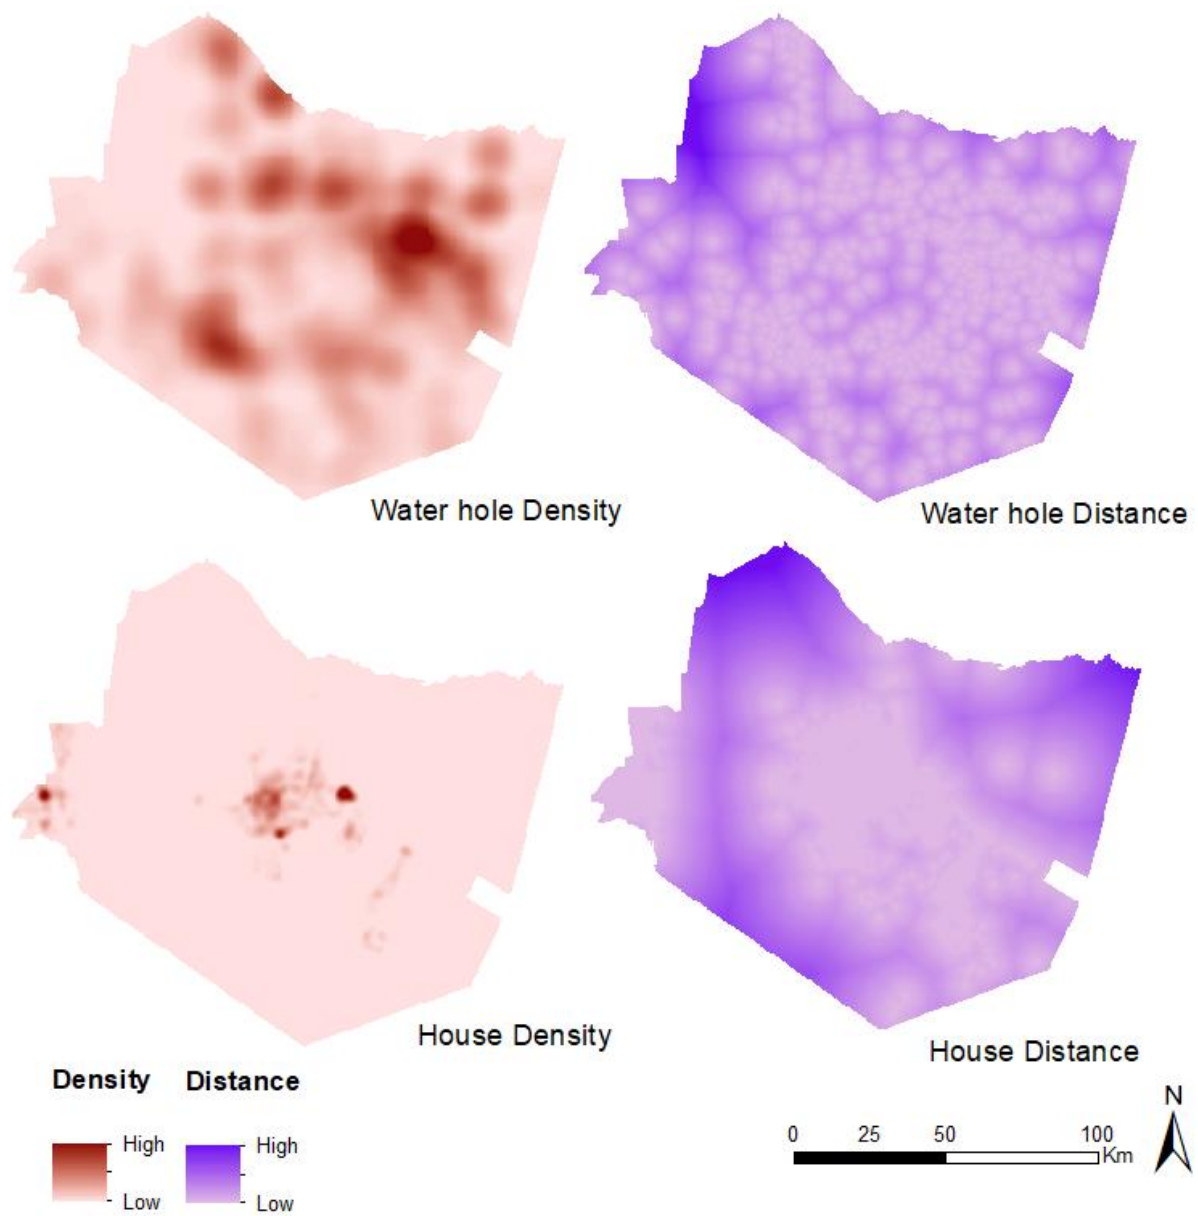 Water hole Density
Water hole Distance
House Density
House Distance
Density Distance
High High
Low Low
N
0 25 50 100
Km